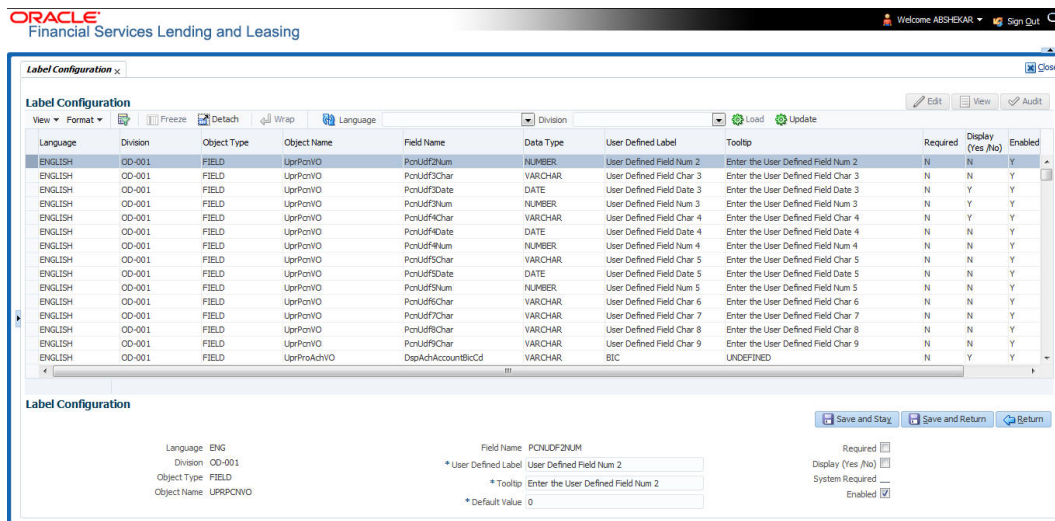 ORACLE
Financial Services Lending and Leasing
Welcome ABSHEKAR Sign Out
Label Configuration x
Close
Label Configuration
Edit View Audit
View Format Freeze Detach Wrap Language Division Load Update
Language Division Object Type Object Name Field Name Data Type User Defined Label Tooltip Required Display (Yes /No) Enabled
ENGLISH OD-001 FIELD UprPcnVO PcnUdf2Num NUMBER User Defined Field Num 2 Enter the User Defined Field Num 2 N N Y
ENGLISH OD-001 FIELD UprPcnVO PcnUdf3Char VARCHAR User Defined Field Char 3 Enter the User Defined Field Char 3 N N Y
ENGLISH OD-001 FIELD UprPcnVO PcnUdf3Date DATE User Defined Field Date 3 Enter the User Defined Field Date 3 N Y Y
ENGLISH OD-001 FIELD UprPcnVO PcnUdf3Num NUMBER User Defined Field Num 3 Enter the User Defined Field Num 3 N Y Y
ENGLISH OD-001 FIELD UprPcnVO PcnUdf4Char VARCHAR User Defined Field Char 4 Enter the User Defined Field Char 4 N Y Y
ENGLISH OD-001 FIELD UprPcnVO PcnUdf4Date DATE User Defined Field Date 4 Enter the User Defined Field Date 4 N N Y
ENGLISH OD-001 FIELD UprPcnVO PcnUdf4Num NUMBER User Defined Field Num 4 Enter the User Defined Field Num 4 N N Y
ENGLISH OD-001 FIELD UprPcnVO PcnUdf5Char VARCHAR User Defined Field Char 5 Enter the User Defined Field Char 5 N N Y
ENGLISH OD-001 FIELD UprPcnVO PcnUdf5Date DATE User Defined Field Date 5 Enter the User Defined Field Date 5 N N Y
ENGLISH OD-001 FIELD UprPcnVO PcnUdf5Num NUMBER User Defined Field Num 5 Enter the User Defined Field Num 5 N N Y
ENGLISH OD-001 FIELD UprPcnVO PcnUdf6Char VARCHAR User Defined Field Char 6 Enter the User Defined Field Char 6 N N Y
ENGLISH OD-001 FIELD UprPcnVO PcnUdf7Char VARCHAR User Defined Field Char 7 Enter the User Defined Field Char 7 N N Y
ENGLISH OD-001 FIELD UprPcnVO PcnUdf8Char VARCHAR User Defined Field Char 8 Enter the User Defined Field Char 8 N N Y
ENGLISH OD-001 FIELD UprPcnVO PcnUdf9Char VARCHAR User Defined Field Char 9 Enter the User Defined Field Char 9 N N Y
ENGLISH OD-001 FIELD UprProAchVO DspAchAccountBicCd VARCHAR BIC UNDEFINED N Y Y
Label Configuration
Save and Stay Save and Return Return
Language ENG
Division OD-001
Object Type FIELD
Object Name UPRPCNVO
Field Name PCNUDF2NUM
* User Defined Label User Defined Field Num 2
* Tooltip Enter the User Defined Field Num 2
* Default Value 0
Required
Display (Yes /No)
System Required
Enabled